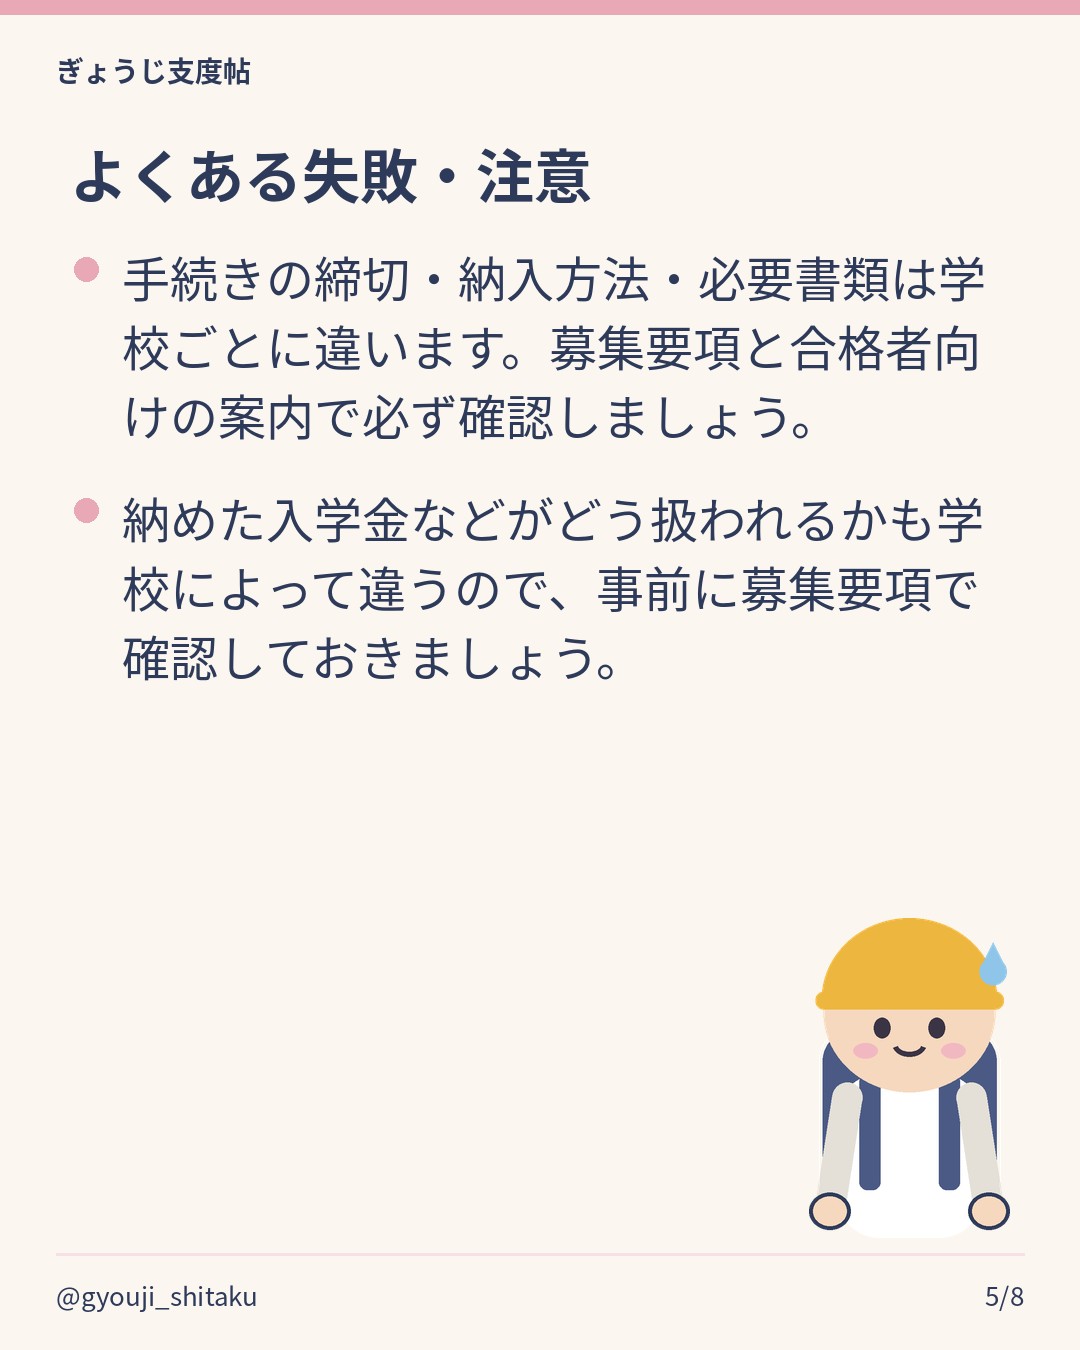 ぎょうじ支度帖
よくある失敗・注意
手続きの締切・納入方法・必要書類は学
校ごとに違います。募集要項と合格者向
けの案内で必ず確認しましょう。
納めた入学金などがどう扱われるかも学
校によって違うので、事前に募集要項で
確認しておきましょう。
@gyouji_shitaku
5/8